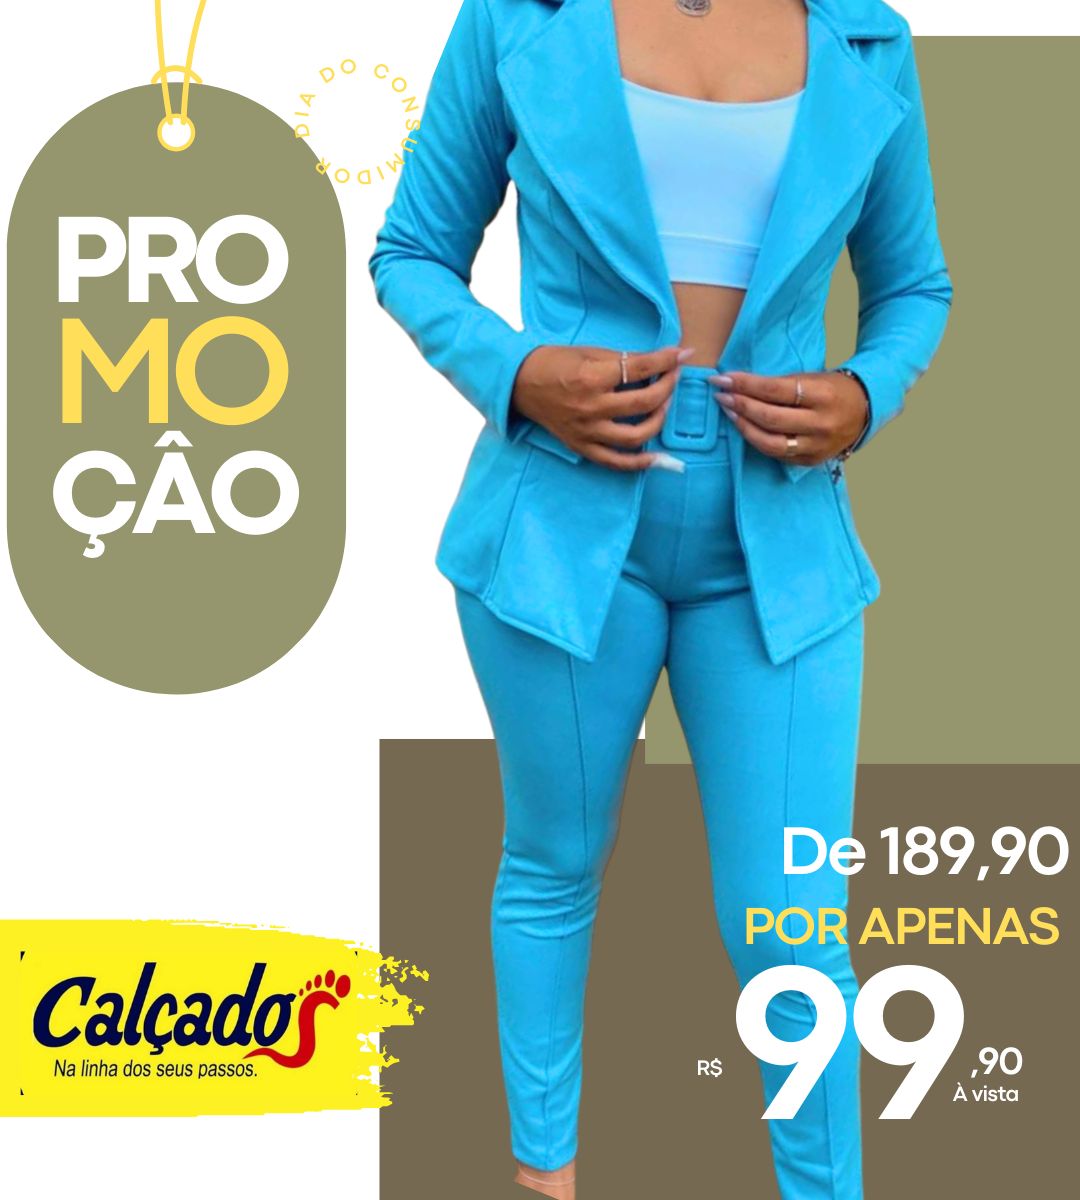 DIA DO CONSUMIDOR
PRO
MO
ÇÂO
De 189,90
POR APENAS
R$ 99,90
À vista
Calçados
Na linha dos seus passos.